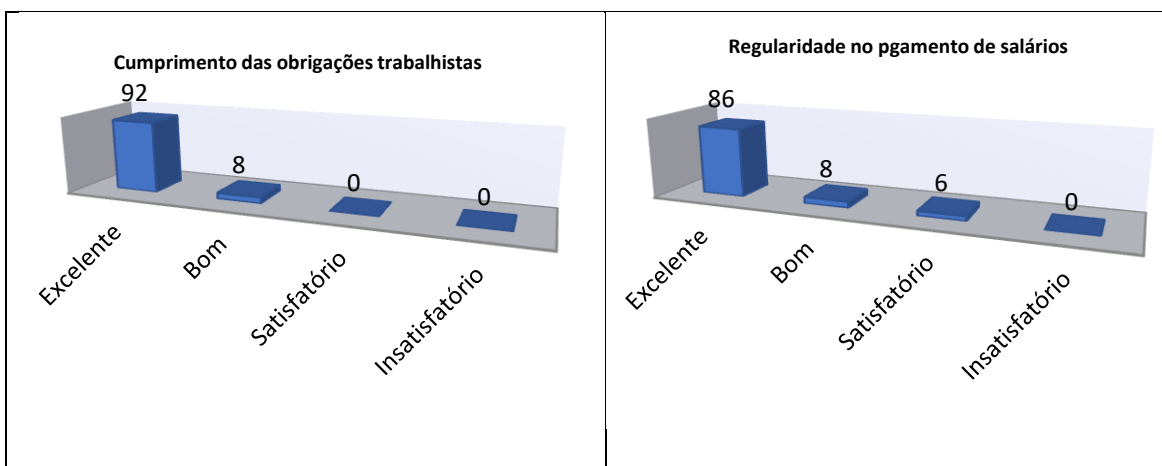 Cumprimento das obrigações trabalhistas
92
8
0
0
Excelente
Bom
Satisfatório
Insatisfatório
Regularidade no pgamento de salários
86
8
6
0
Excelente
Bom
Satisfatório
Insatisfatório